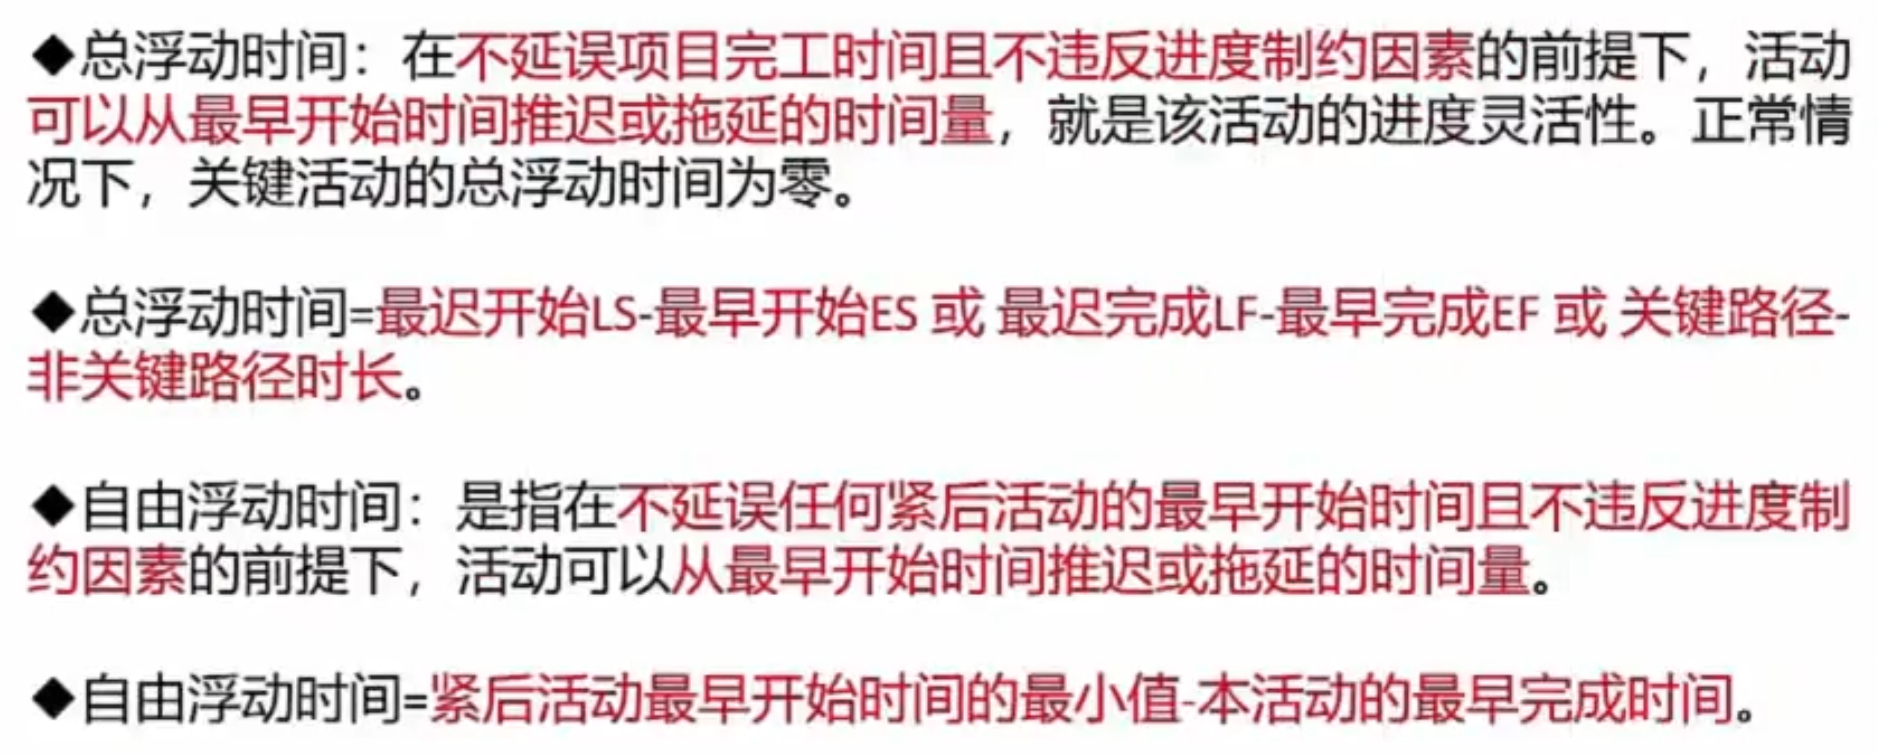 ◆总浮动时间：在不延误项目完工时间且不违反进度制约因素的前提下，活动
可以从最早开始时间推迟或拖延的时间量，就是该活动的进度灵活性。正常情
况下，关键活动的总浮动时间为零。
◆总浮动时间=最迟开始LS-最早开始ES 或 最迟完成LF-最早完成EF 或 关键路径-
非关键路径时长。
◆自由浮动时间：是指在不延误任何紧后活动的最早开始时间且不违反进度制
约因素的前提下，活动可以从最早开始时间推迟或拖延的时间量。
◆自由浮动时间=紧后活动最早开始时间的最小值-本活动的最早完成时间。